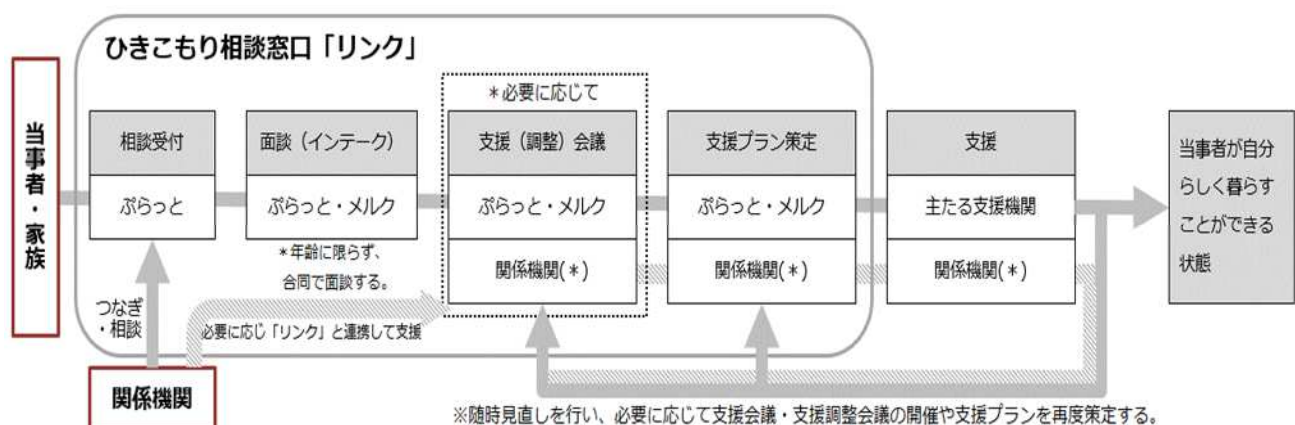 ひきこもり相談窓口「リンク」
当事者・家族
相談受付
ぷらっと
面談（インテーク）
ぷらっと・メルク
＊年齢に限らず、
合同で面談する。
＊必要に応じて
支援（調整）会議
ぷらっと・メルク
関係機関(＊)
支援プラン策定
ぷらっと・メルク
関係機関(＊)
支援
主たる支援機関
関係機関(＊)
当事者が自分
らしく暮らす
ことができる
状態
つなぎ
・相談
必要に応じ「リンク」と連携して支援
関係機関
※随時見直しを行い、必要に応じて支援会議・支援調整会議の開催や支援プランを再度策定する。